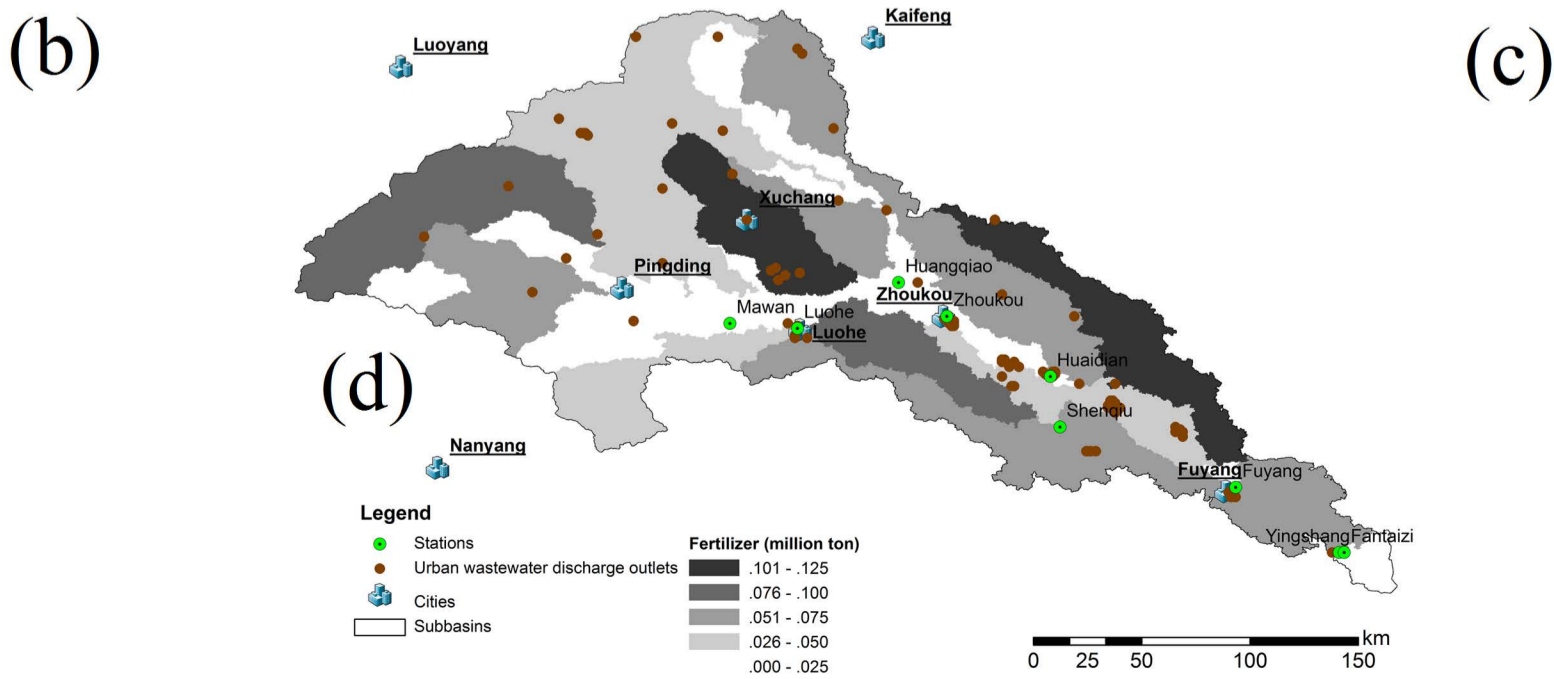 (b)
Luoyang
Kaifeng
(c)
Xuchang
Pingding
Huangqiao
Zhoukou
Zhoukou
Mawan
Luohe
Luohe
Huaidian
(d)
Shenqiu
Nanyang
Fuyang
Fuyang
Yingshang
Fantaizi
Legend
Stations
Urban wastewater discharge outlets
Cities
Subbasins
Fertilizer (million ton)
.101 - .125
.076 - .100
.051 - .075
.026 - .050
.000 - .025
km
0 25 50 100 150